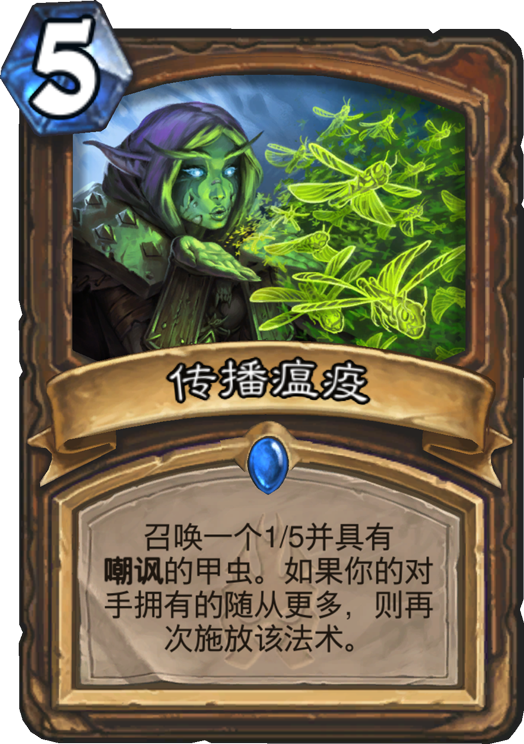 5
传播瘟疫
召唤一个1/5并具有
嘲讽的甲虫。如果你的对
手拥有的随从更多，则再
次施放该法术。